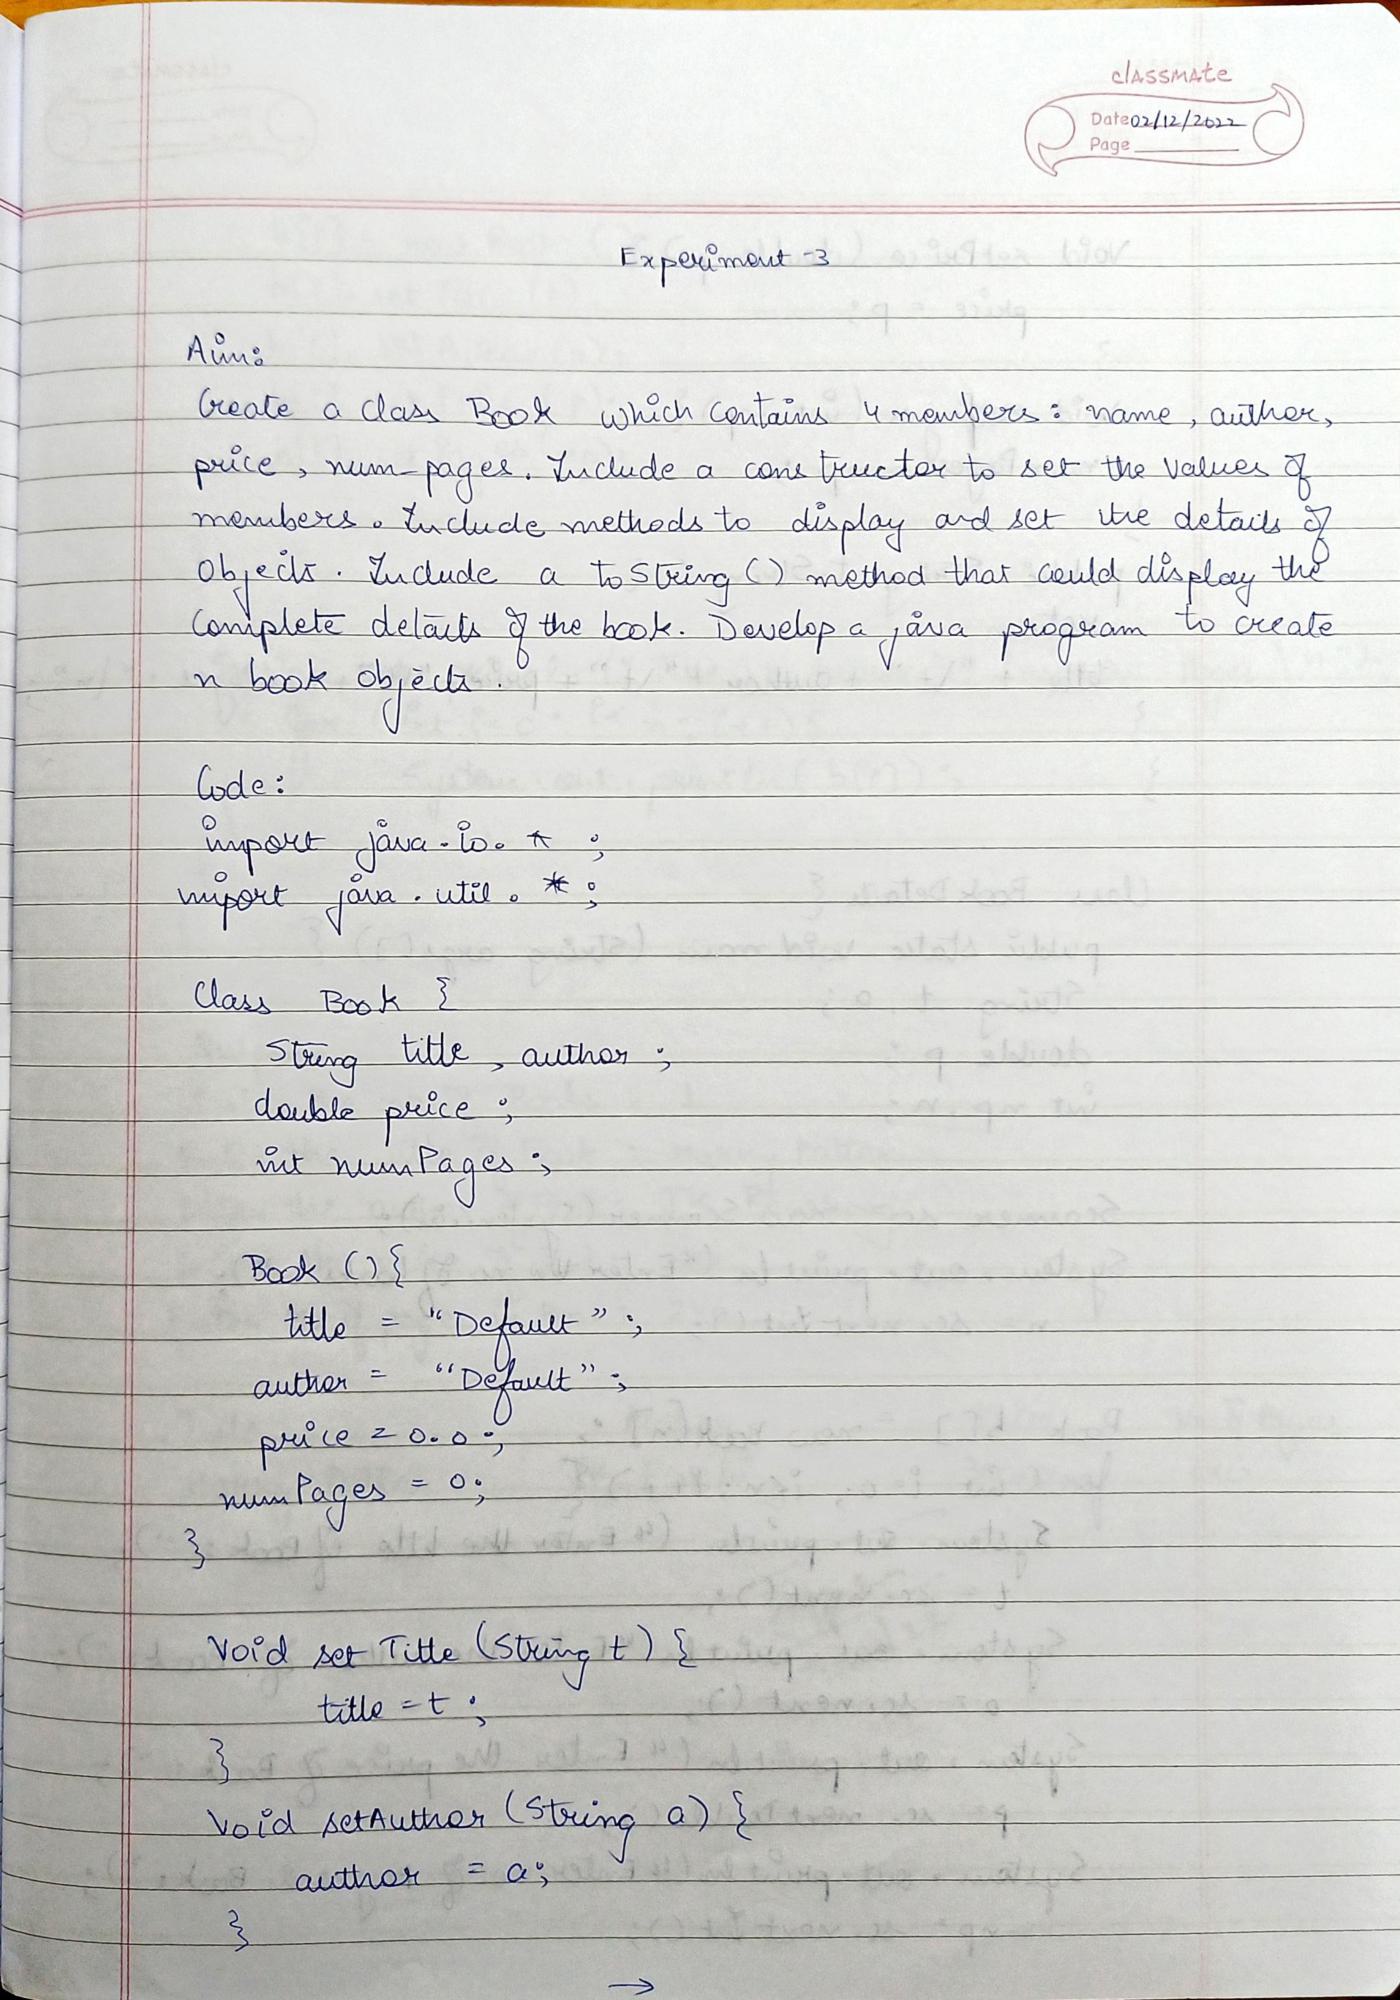 classmate
Date 02/12/2022
Page
Experiment-3
Aim:
Create a class Book which contains 4 members: name, author,
price, num-pages. Include a constructor to set the values of
members. Include methods to display and set the details of
Objects. Include a toString() method that could display the
Complete details of the book. Develop a java program to create
n book objects.
Code:
import java.io.*;
import java.util.*;
Class Book {
String title, author;
double price;
int numPages;
Book () {
title = "Default";
author = "Default";
price = 0.0;
numPages = 0;
}
Void set Title (String t) {
title = t;
}
Void setAuthor (String a) {
author = a;
}
→